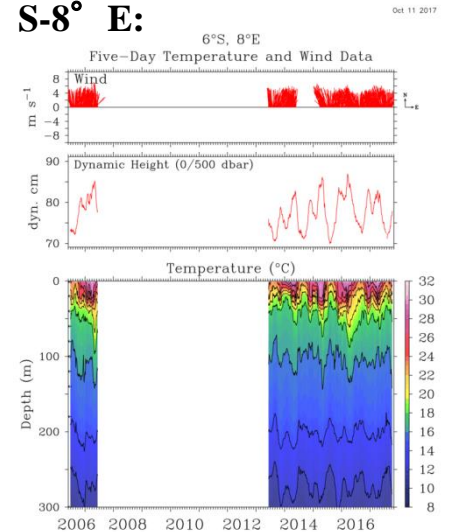 S-8° E:
Oct 11 2017
6°S, 8°E
Five-Day Temperature and Wind Data
Wind
8
4
0
-4
-8
m s⁻¹
N
E
Dynamic Height (0/500 dbar)
90
80
70
dyn. cm
Temperature (°C)
0
100
200
300
Depth (m)
32
30
28
26
24
22
20
18
16
14
12
10
8
2006 2008 2010 2012 2014 2016